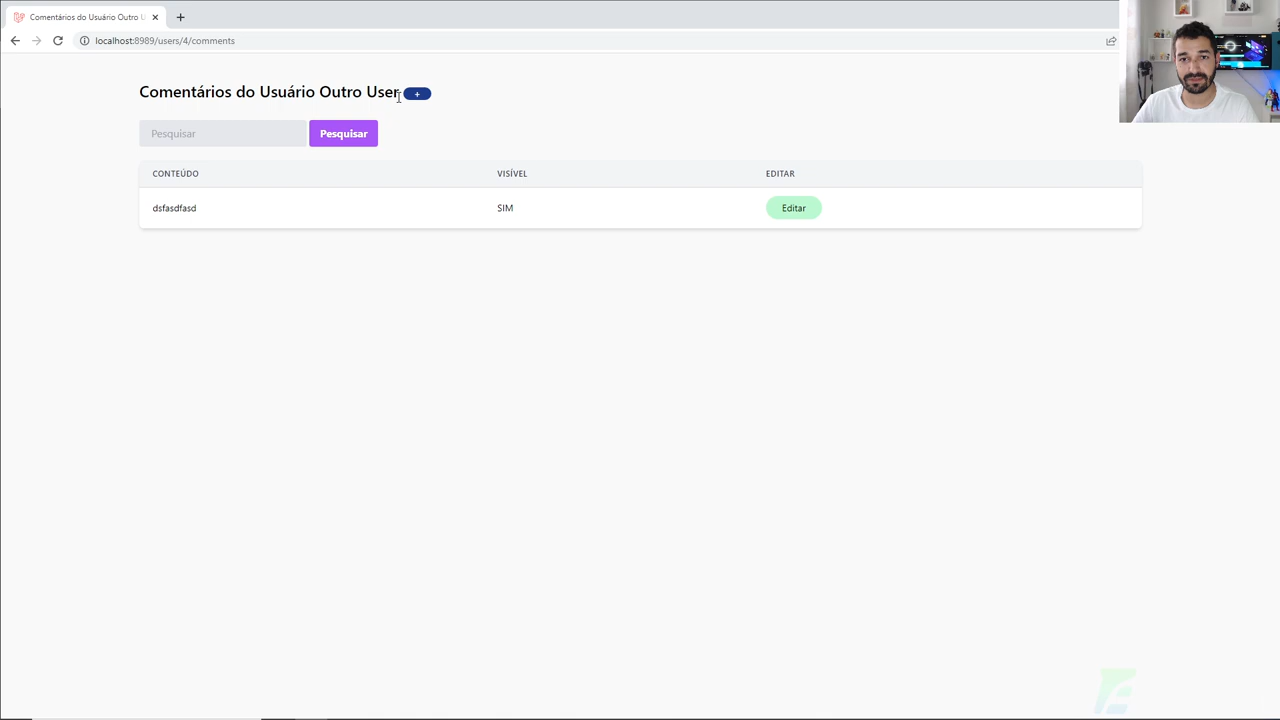 Comentários do Usuário Outro U
localhost:8989/users/4/comments
Comentários do Usuário Outro User +
Pesquisar Pesquisar
CONTEÚDO VISÍVEL EDITAR
dsfasdfasd SIM Editar